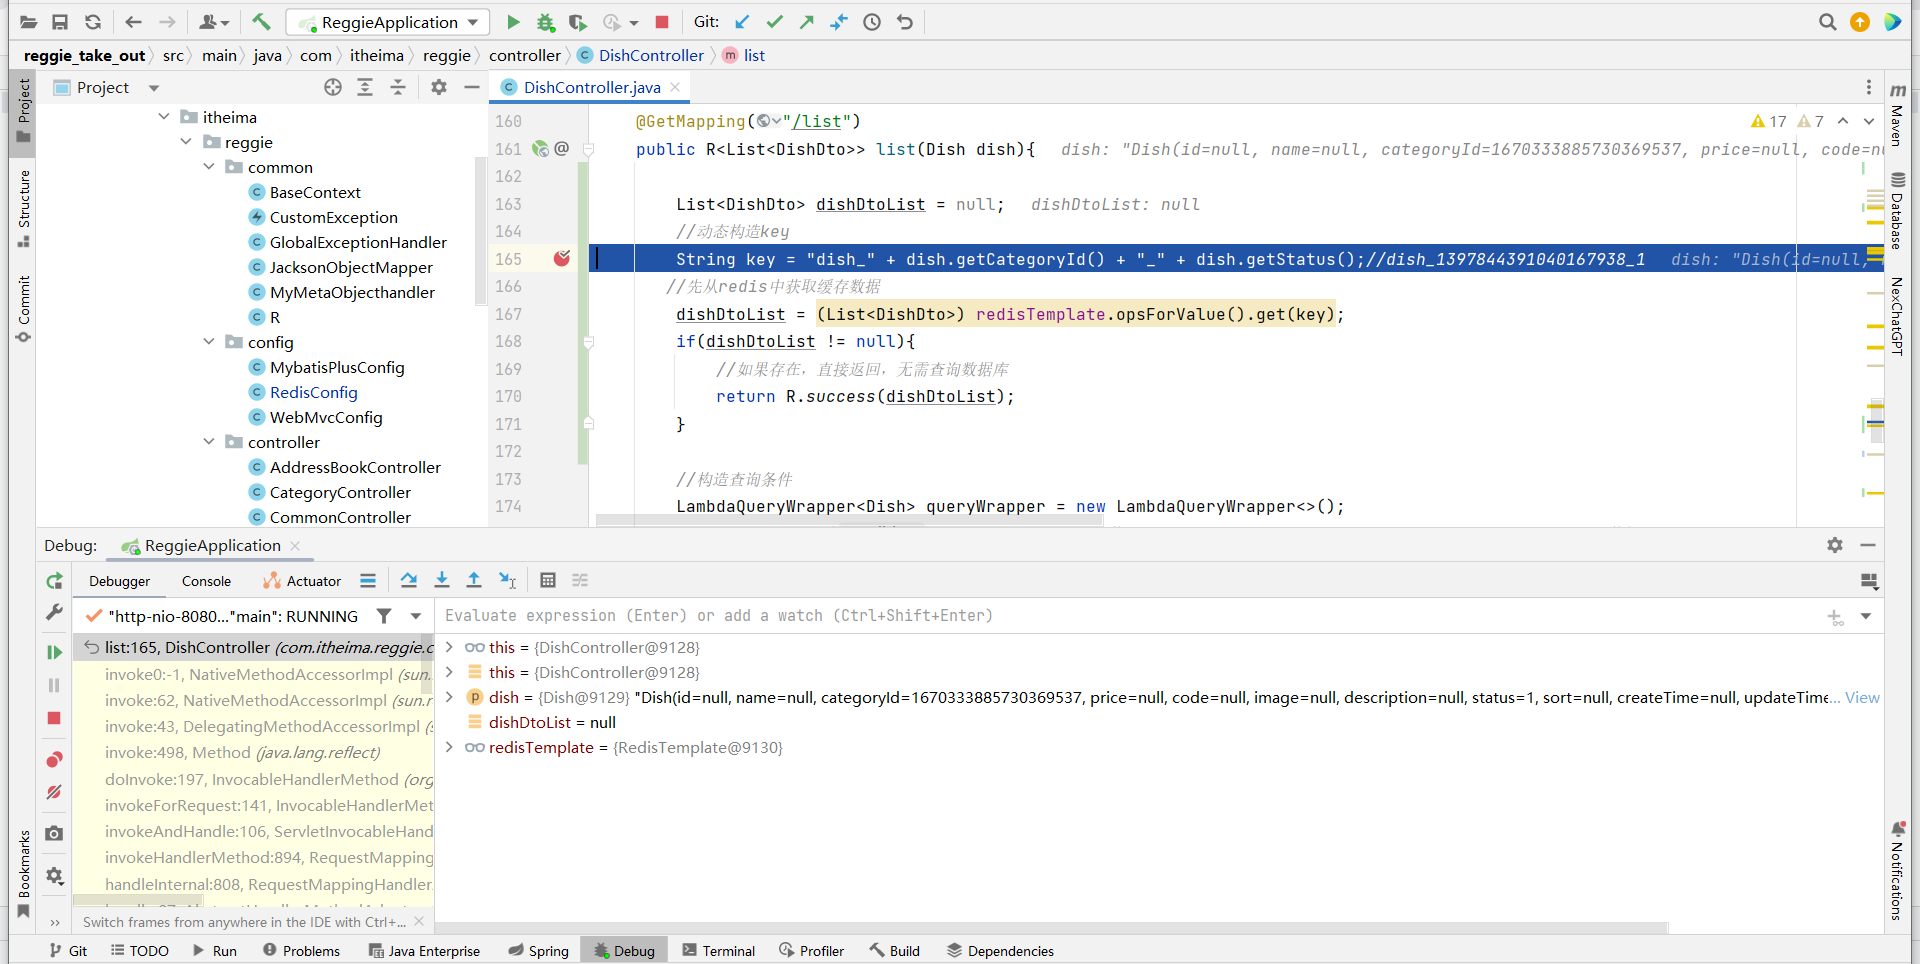 ReggieApplication
Git:
reggie_take_out src main java com itheima reggie controller DishController list
Project
DishController.java
itheima
reggie
common
BaseContext
CustomException
GlobalExceptionHandler
JacksonObjectMapper
MyMetaObjecthandler
R
config
MybatisPlusConfig
RedisConfig
WebMvcConfig
controller
AddressBookController
CategoryController
CommonController
Project
Structure
Commit
Bookmarks
17 7
160 @GetMapping("/list")
161 public R<List<DishDto>> list(Dish dish){ dish: "Dish(id=null, name=null, categoryId=1670333885730369537, price=null, code=nu
162
163 List<DishDto> dishDtoList = null; dishDtoList: null
164 //动态构造key
165 String key = "dish_" + dish.getCategoryId() + "_" + dish.getStatus();//dish_1397844391040167938_1 dish: "Dish(id=null,
166 //先从redis中获取缓存数据
167 dishDtoList = (List<DishDto>) redisTemplate.opsForValue().get(key);
168 if(dishDtoList != null){
169 //如果存在，直接返回，无需查询数据库
170 return R.success(dishDtoList);
171 }
172
173 //构造查询条件
174 LambdaQueryWrapper<Dish> queryWrapper = new LambdaQueryWrapper<>();
m
Maven
Database
NexChatGPT
Notifications
Debug: ReggieApplication
Debugger Console Actuator
"http-nio-8080..."main": RUNNING
Evaluate expression (Enter) or add a watch (Ctrl+Shift+Enter)
list:165, DishController (com.itheima.reggie.c
invoke0:-1, NativeMethodAccessorImpl (sun.
invoke:62, NativeMethodAccessorImpl (sun.r
invoke:43, DelegatingMethodAccessorImpl (s
invoke:498, Method (java.lang.reflect)
doInvoke:197, InvocableHandlerMethod (org
invokeForRequest:141, InvocableHandlerMet
invokeAndHandle:106, ServletInvocableHand
invokeHandlerMethod:894, RequestMapping
handleInternal:808, RequestMappingHandler
Switch frames from anywhere in the IDE with Ctrl+...
this = {DishController@9128}
this = {DishController@9128}
dish = {Dish@9129} "Dish(id=null, name=null, categoryId=1670333885730369537, price=null, code=null, image=null, description=null, status=1, sort=null, createTime=null, updateTime... View
dishDtoList = null
redisTemplate = {RedisTemplate@9130}
Git TODO Run Problems Java Enterprise Spring Debug Terminal Profiler Build Dependencies